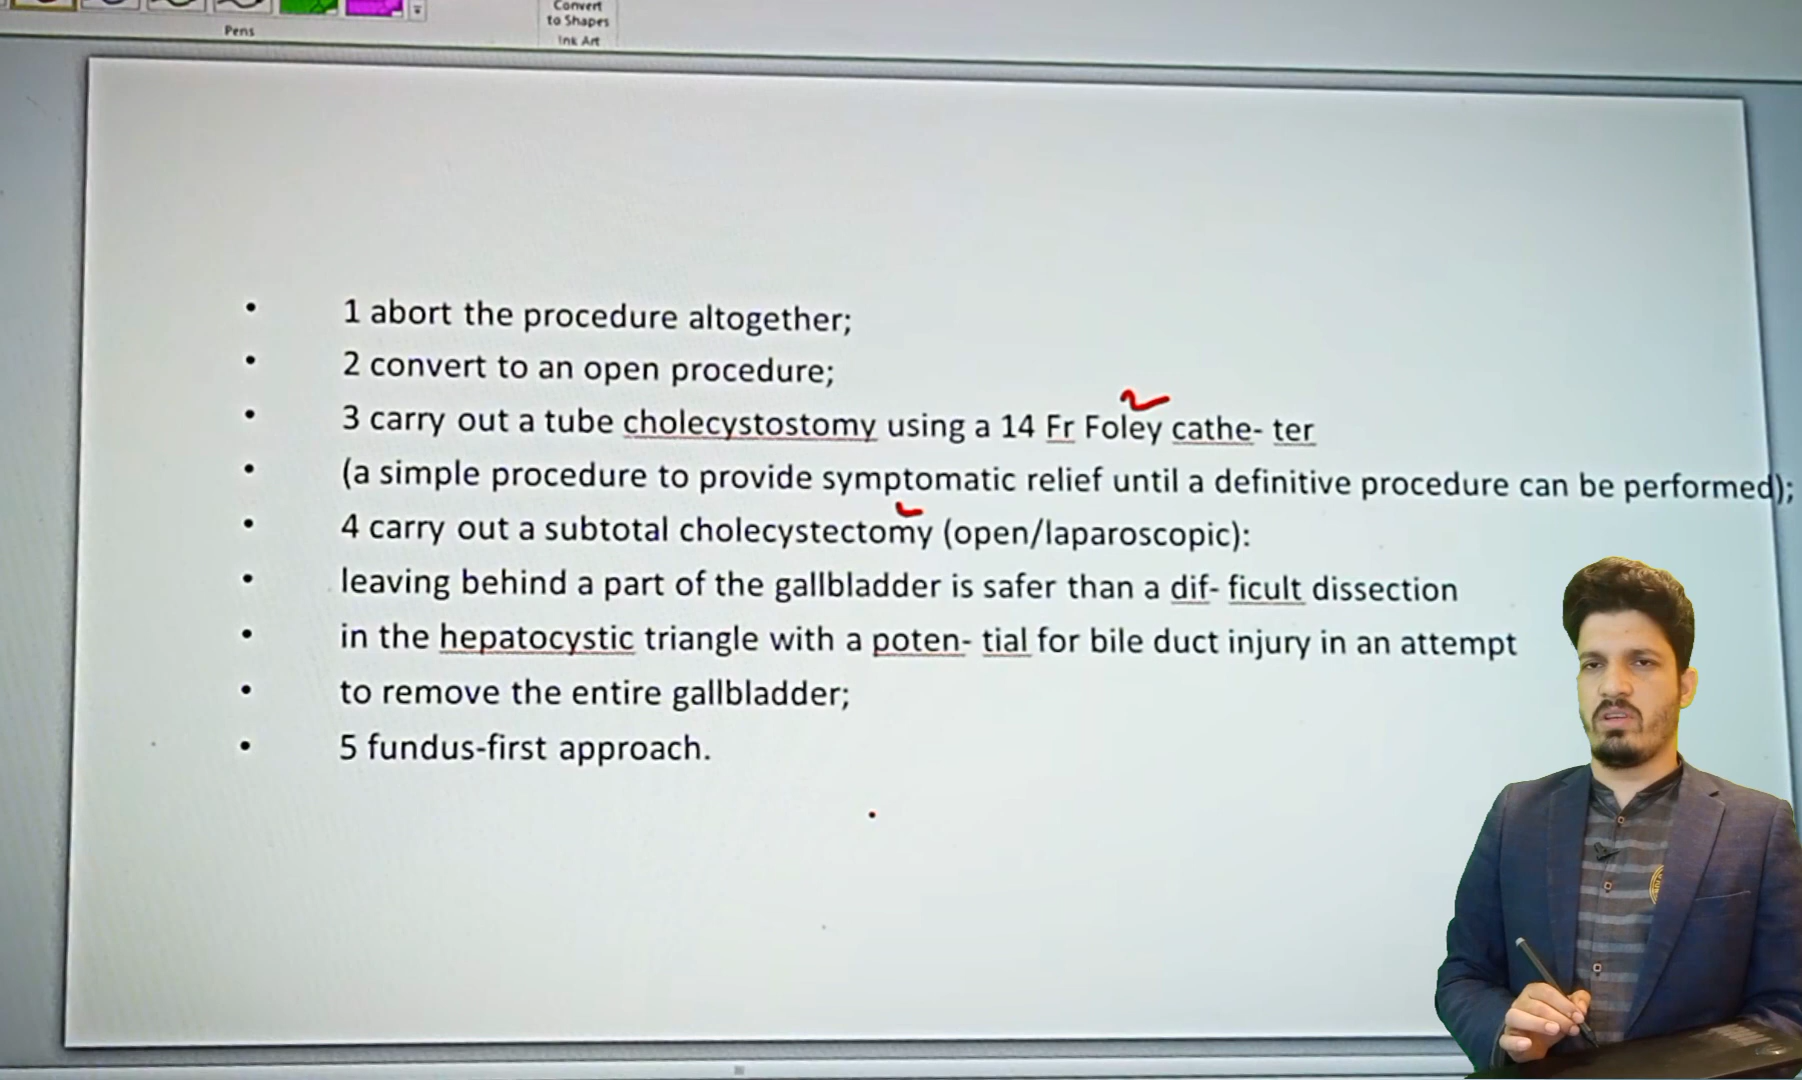 Pens
Convert
to Shapes
Ink Art
• 1 abort the procedure altogether;
• 2 convert to an open procedure;
• 3 carry out a tube cholecystostomy using a 14 Fr Foley cathe- ter
• (a simple procedure to provide symptomatic relief until a definitive procedure can be performed);
• 4 carry out a subtotal cholecystectomy (open/laparoscopic):
• leaving behind a part of the gallbladder is safer than a dif- ficult dissection
• in the hepatocystic triangle with a poten- tial for bile duct injury in an attempt
• to remove the entire gallbladder;
• 5 fundus-first approach.